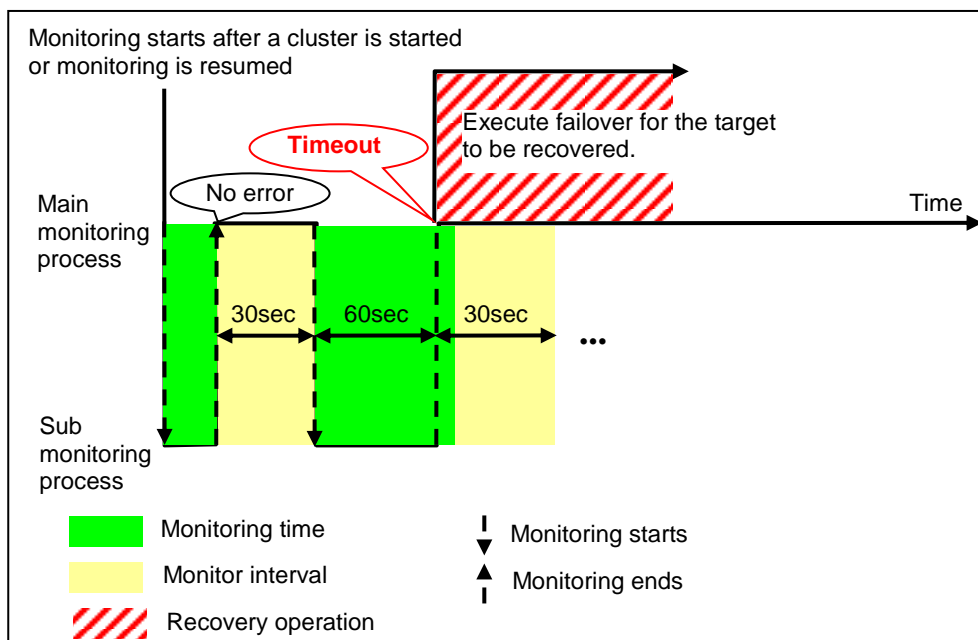 Monitoring starts after a cluster is started
or monitoring is resumed
Execute failover for the target
to be recovered.
Timeout
No error
Main
monitoring
process
Time
30sec
60sec
30sec
...
Sub
monitoring
process
Monitoring time
Monitoring starts
Monitor interval
Monitoring ends
Recovery operation